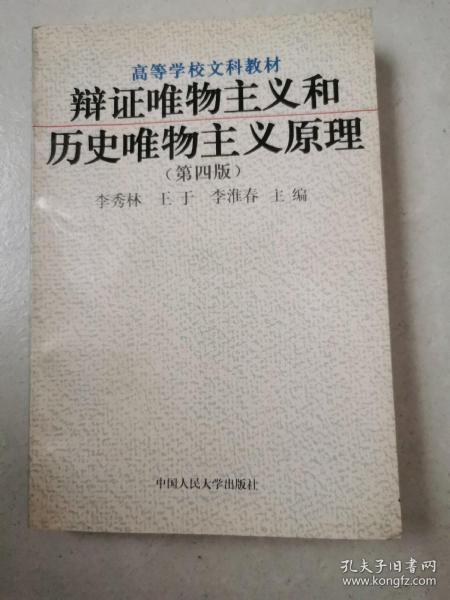 高等学校文科教材
辩证唯物主义和
历史唯物主义原理
（第四版）
李秀林 王于 李淮春 主编
中国人民大学出版社
孔夫子旧书网
www.kongfz.com